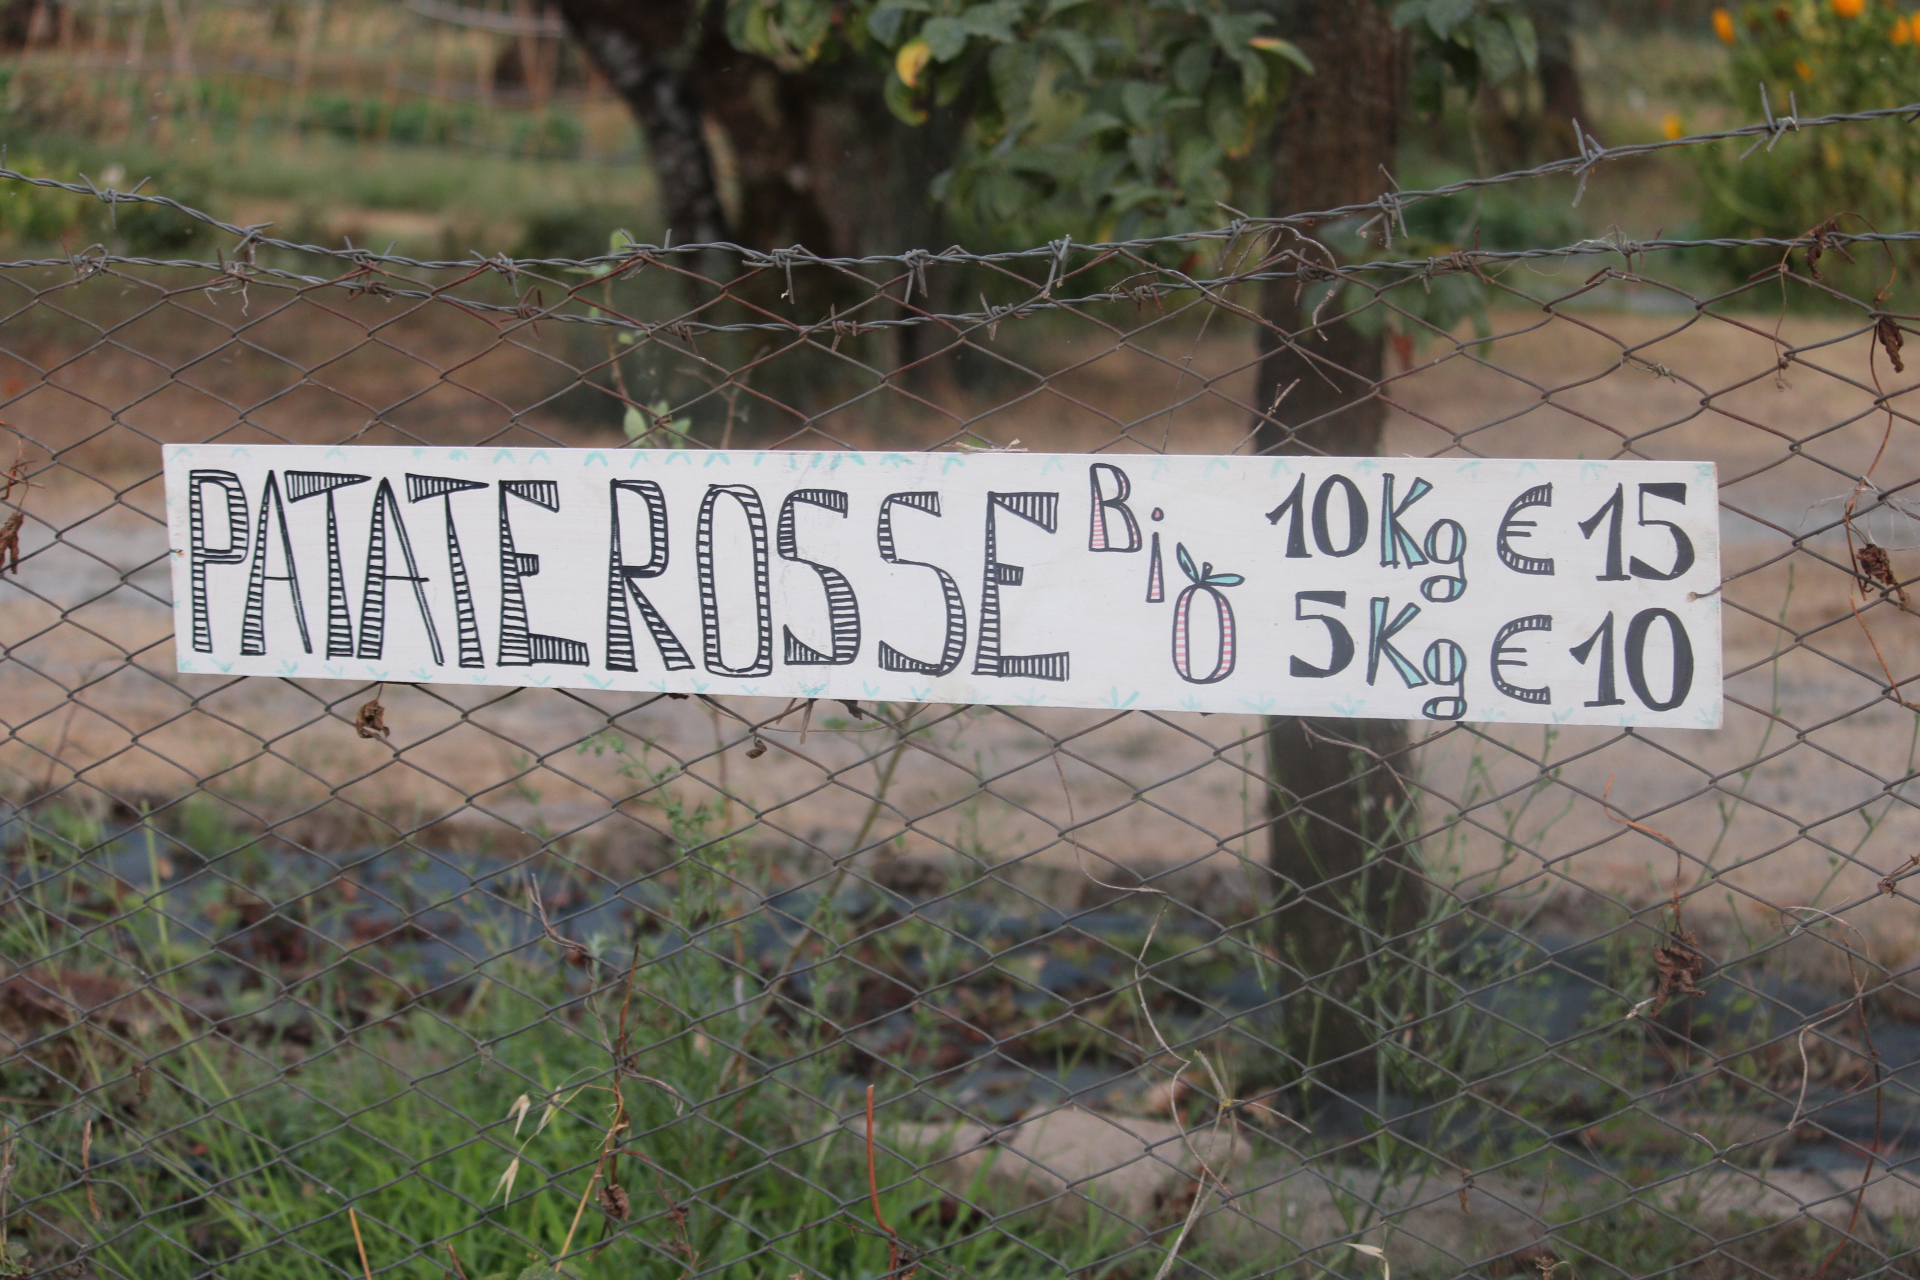 PATATE ROSSE Bio 10Kg € 15
5Kg € 10